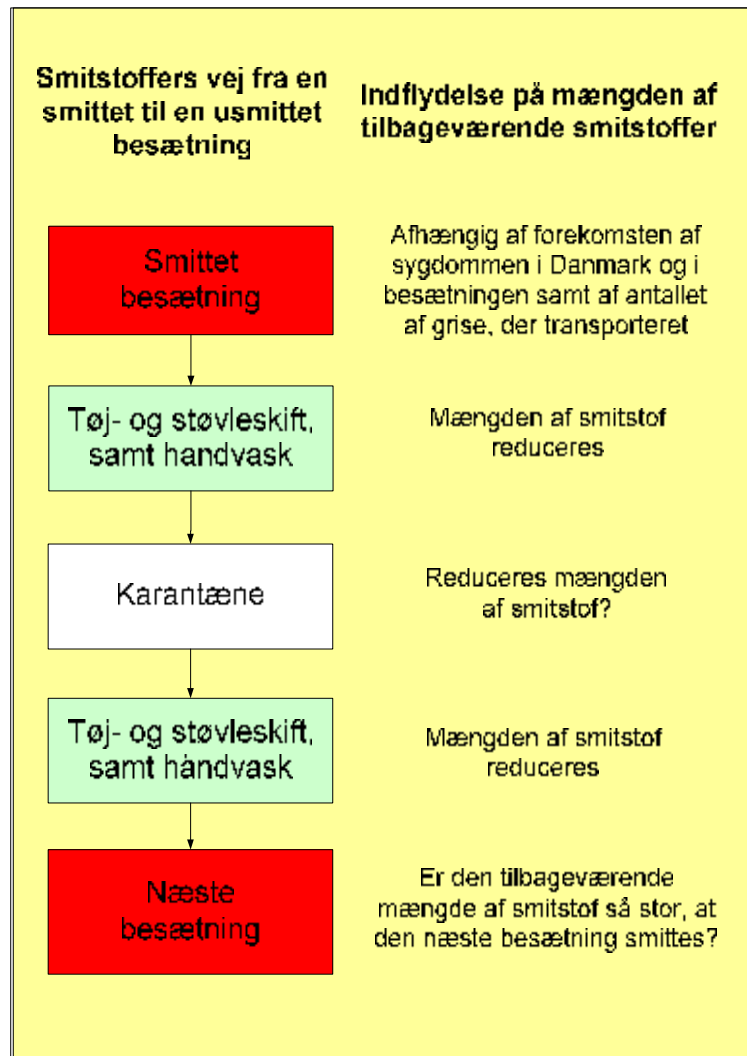 Smitstoffers vej fra en
smittet til en usmittet
besætning
Indflydelse på mængden af
tilbageværende smitstoffer
Smittet
besætning
Afhængig af forekomsten af
sygdommen i Danmark og i
besætningen samt af antallet
af grise, der transporteret
Tøj- og støvleskift,
samt handvask
Mængden af smitstof
reduceres
Karantæne
Reduceres mængden
af smitstof?
Tøj- og støvleskift,
samt håndvask
Mængden af smitstof
reduceres
Næste
besætning
Er den tilbageværende
mængde af smitstof så stor, at
den næste besætning smittes?